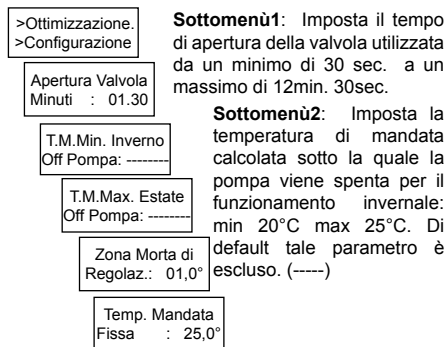 >Ottimizzazione.
>Configurazione
Apertura Valvola
Minuti : 01.30
T.M.Min. Inverno
Off Pompa: --------
T.M.Max. Estate
Off Pompa: --------
Zona Morta di
Regolaz.: 01,0°
Temp. Mandata
Fissa : 25,0°
Sottomenù1: Imposta il tempo
di apertura della valvola utilizzata
da un minimo di 30 sec. a un
massimo di 12min. 30sec.
Sottomenù2: Imposta la
temperatura di mandata
calcolata sotto la quale la
pompa viene spenta per il
funzionamento invernale:
min 20°C max 25°C. Di
default tale parametro è
escluso. (-----)